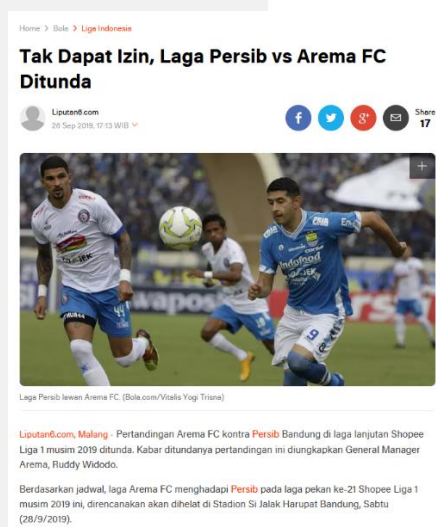 Home > Bola > Liga Indonesia
Tak Dapat Izin, Laga Persib vs Arema FC
Ditunda
Liputan6.com
26 Sep 2019, 17:13 WIB
Share
17
Laga Persib lawan Arema FC. (Bola.com/Vitalis Yogi Trisna)
Liputan6.com, Malang - Pertandingan Arema FC kontra Persib Bandung di laga lanjutan Shopee
Liga 1 musim 2019 ditunda. Kabar ditundanya pertandingan ini diungkapkan General Manager
Arema, Ruddy Widodo.
Berdasarkan jadwal, laga Arema FC menghadapi Persib pada laga pekan ke-21 Shopee Liga 1
musim 2019 ini, direncanakan akan dihelat di Stadion Si Jalak Harupat Bandung, Sabtu
(28/9/2019).